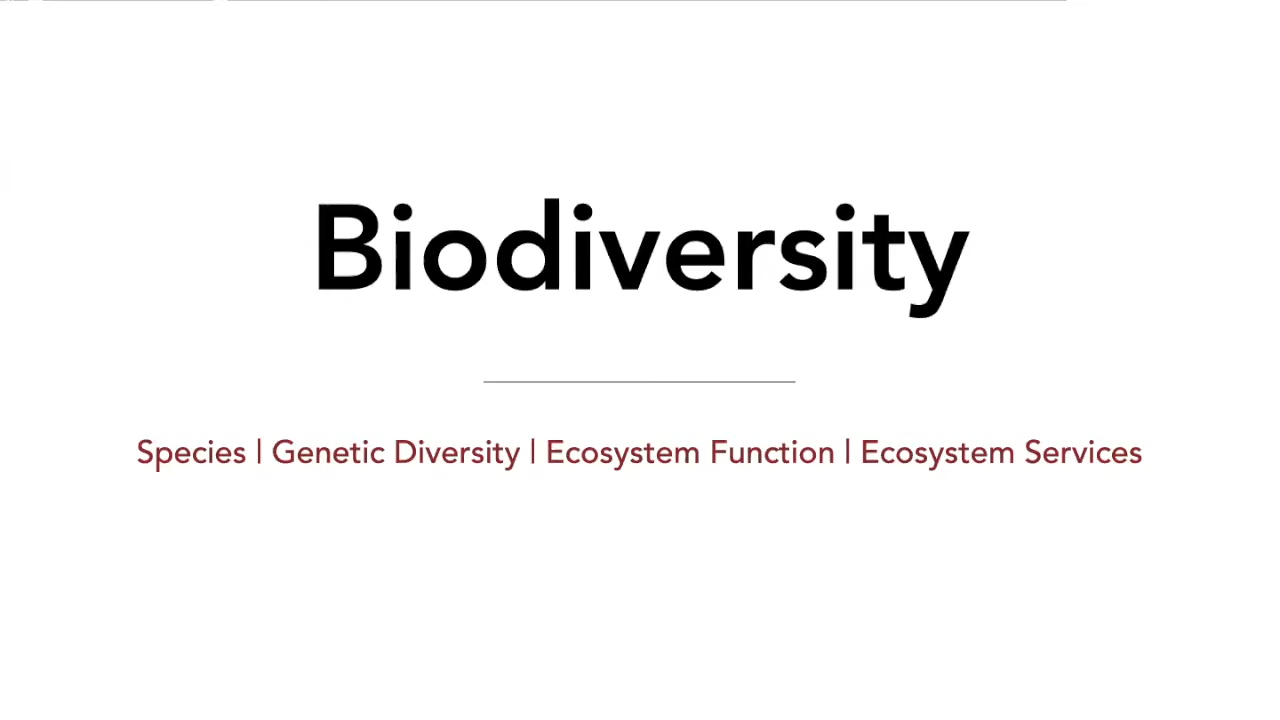 Biodiversity
Species | Genetic Diversity | Ecosystem Function | Ecosystem Services